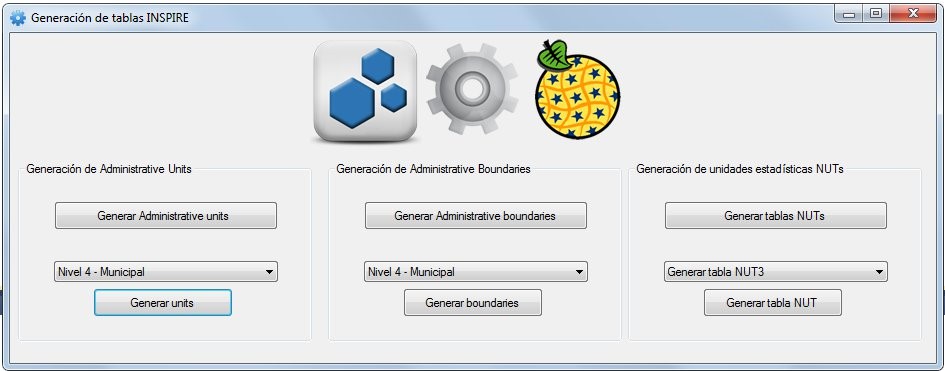 Generación de tablas INSPIRE
Generación de Administrative Units
Generar Administrative units
Nivel 4 - Municipal
Generar units
Generación de Administrative Boundaries
Generar Administrative boundaries
Nivel 4 - Municipal
Generar boundaries
Generación de unidades estadísticas NUTs
Generar tablas NUTs
Generar tabla NUT3
Generar tabla NUT